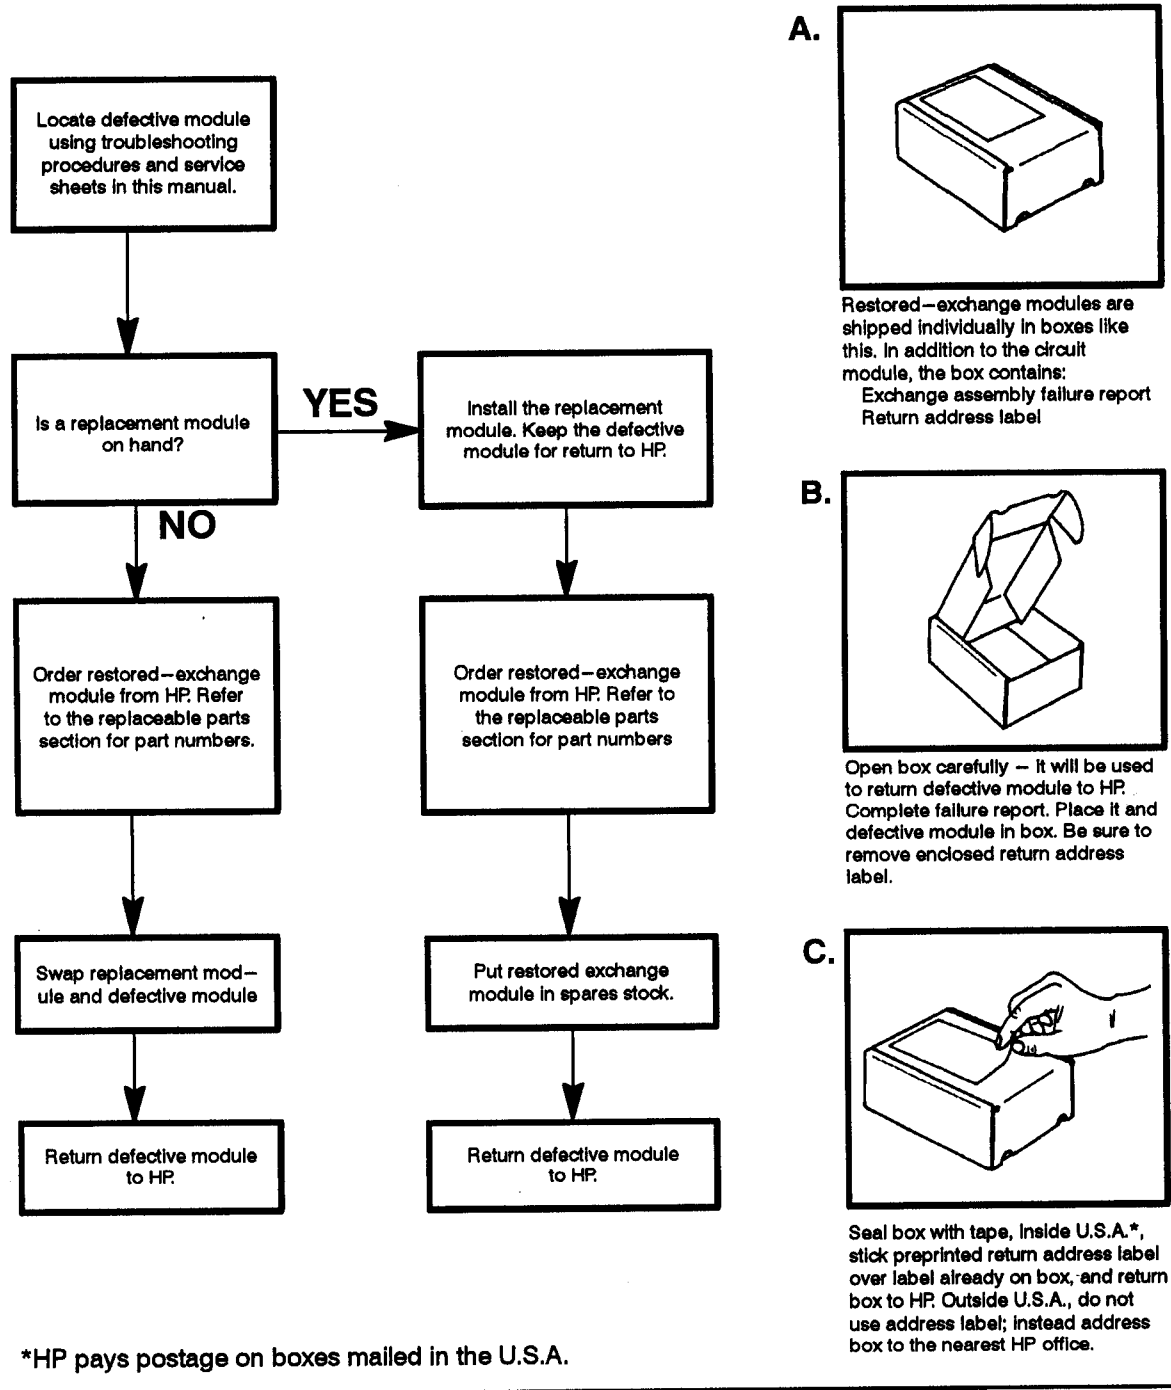 Locate defective module
using troubleshooting
procedures and service
sheets in this manual.
Is a replacement module
on hand?
YES
NO
Install the replacement
module. Keep the defective
module for return to HP.
Order restored–exchange
module from HP. Refer
to the replaceable parts
section for part numbers.
Order restored–exchange
module from HP. Refer to
the replaceable parts
section for part numbers
Swap replacement mod–
ule and defective module
Put restored exchange
module in spares stock.
Return defective module
to HP.
Return defective module
to HP.
A.
Restored–exchange modules are
shipped individually in boxes like
this. In addition to the circuit
module, the box contains:
Exchange assembly failure report
Return address label
B.
Open box carefully – it will be used
to return defective module to HP.
Complete failure report. Place it and
defective module in box. Be sure to
remove enclosed return address
label.
C.
Seal box with tape, Inside U.S.A.*,
stick preprinted return address label
over label already on box, and return
box to HP. Outside U.S.A., do not
use address label; instead address
box to the nearest HP office.
*HP pays postage on boxes mailed in the U.S.A.